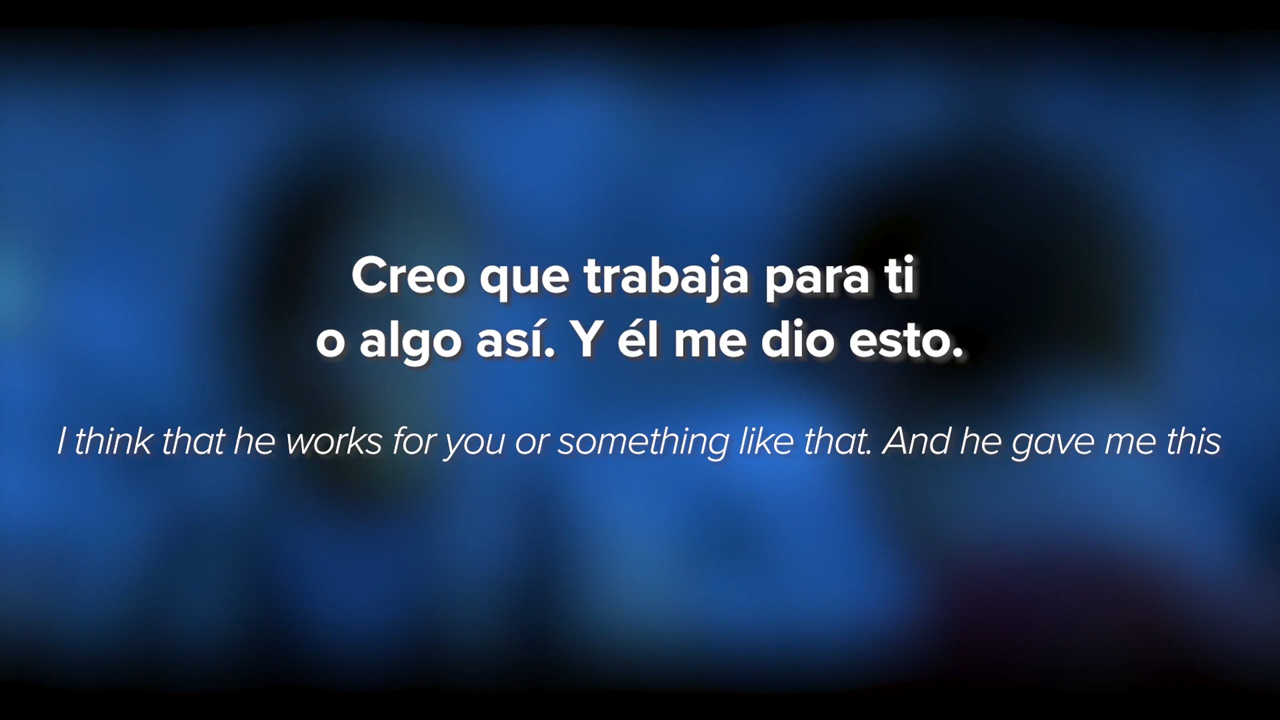 Creo que trabaja para ti
o algo así. Y él me dio esto.
I think that he works for you or something like that. And he gave me this